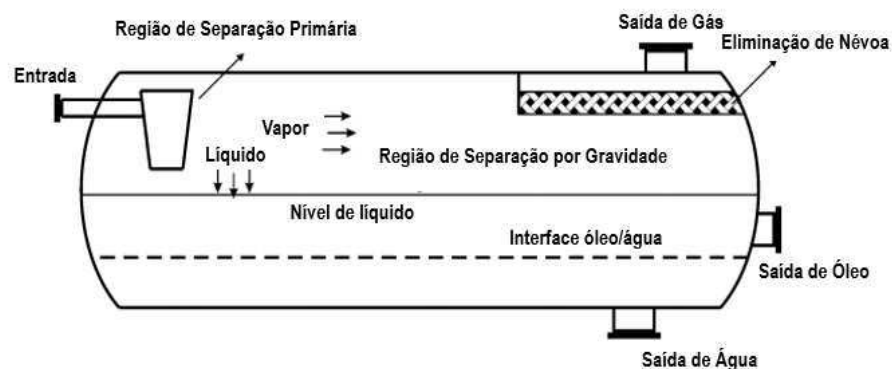 Saída de Gás
Região de Separação Primária
Eliminação de Névoa
Entrada
Vapor
Líquido
Região de Separação por Gravidade
Nível de líquido
Interface óleo/água
Saída de Óleo
Saída de Água